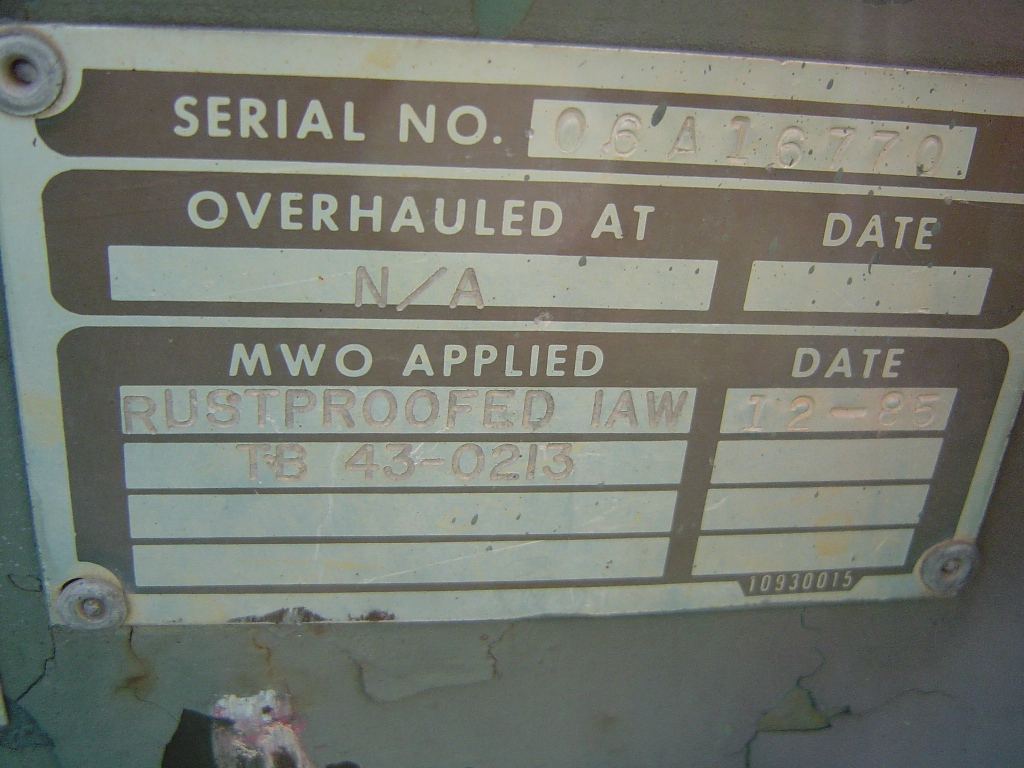 SERIAL NO. 06A16770
OVERHAULED AT DATE
N/A
MWO APPLIED DATE
RUSTPROOFED IAW 12-85
TB 43-0213
10930015